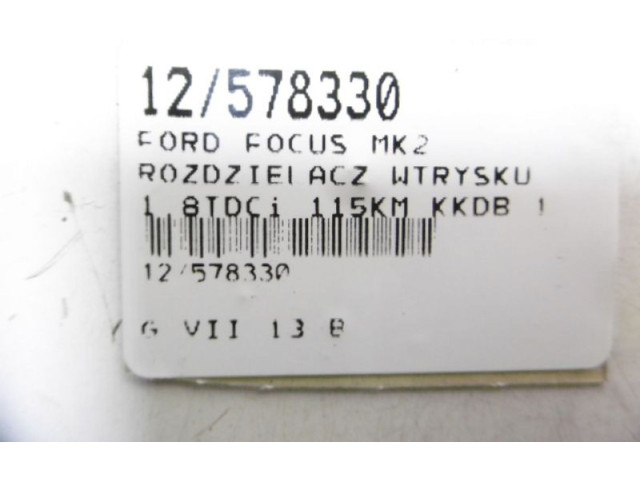 12/578330
FORD FOCUS MK2
ROZDZIELACZ WTRYSKU
1.8TDCi 115KM KKDB !
12/578330
G VII 13 B